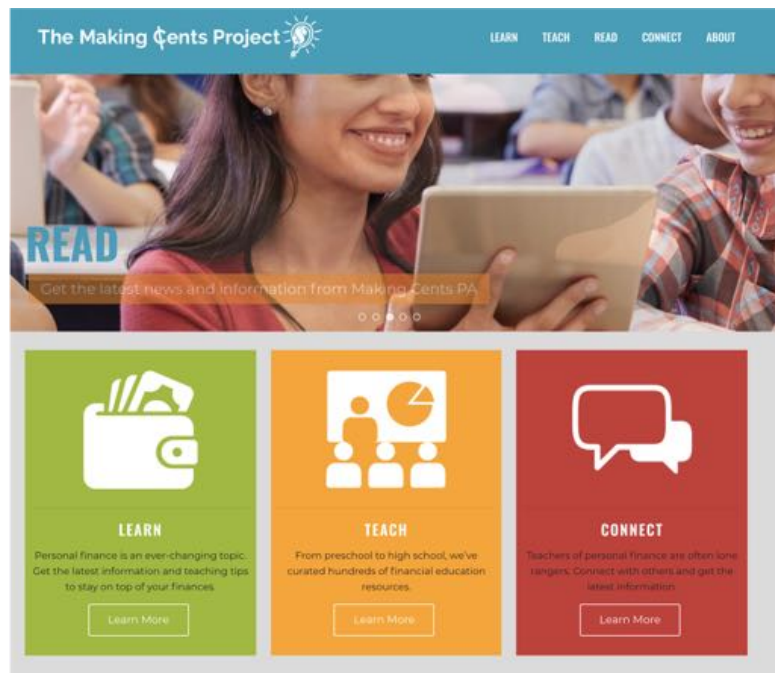 The Making ₵ents Project
LEARN TEACH READ CONNECT ABOUT
READ
Get the latest news and information from Making Cents PA
LEARN
Personal finance is an ever-changing topic.
Get the latest information and teaching tips
to stay on top of your finances
Learn More
TEACH
From preschool to high school, we've
curated hundreds of financial education
resources.
Learn More
CONNECT
Teachers of personal finance are often lone
rangers. Connect with others and get the
latest information
Learn More